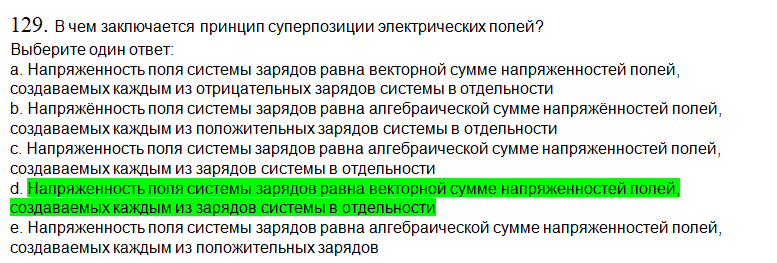 129. В чем заключается принцип суперпозиции электрических полей?
Выберите один ответ:
a. Напряженность поля системы зарядов равна векторной сумме напряженностей полей,
создаваемых каждым из отрицательных зарядов системы в отдельности
b. Напряжённость поля системы зарядов равна алгебраической сумме напряжённостей полей,
создаваемых каждым из положительных зарядов системы в отдельности
c. Напряженность поля системы зарядов равна алгебраической сумме напряженностей полей,
создаваемых каждым из зарядов системы в отдельности
d. Напряженность поля системы зарядов равна векторной сумме напряженностей полей,
создаваемых каждым из зарядов системы в отдельности
e. Напряженность поля системы зарядов равна алгебраической сумме напряженностей полей,
создаваемых каждым из положительных зарядов